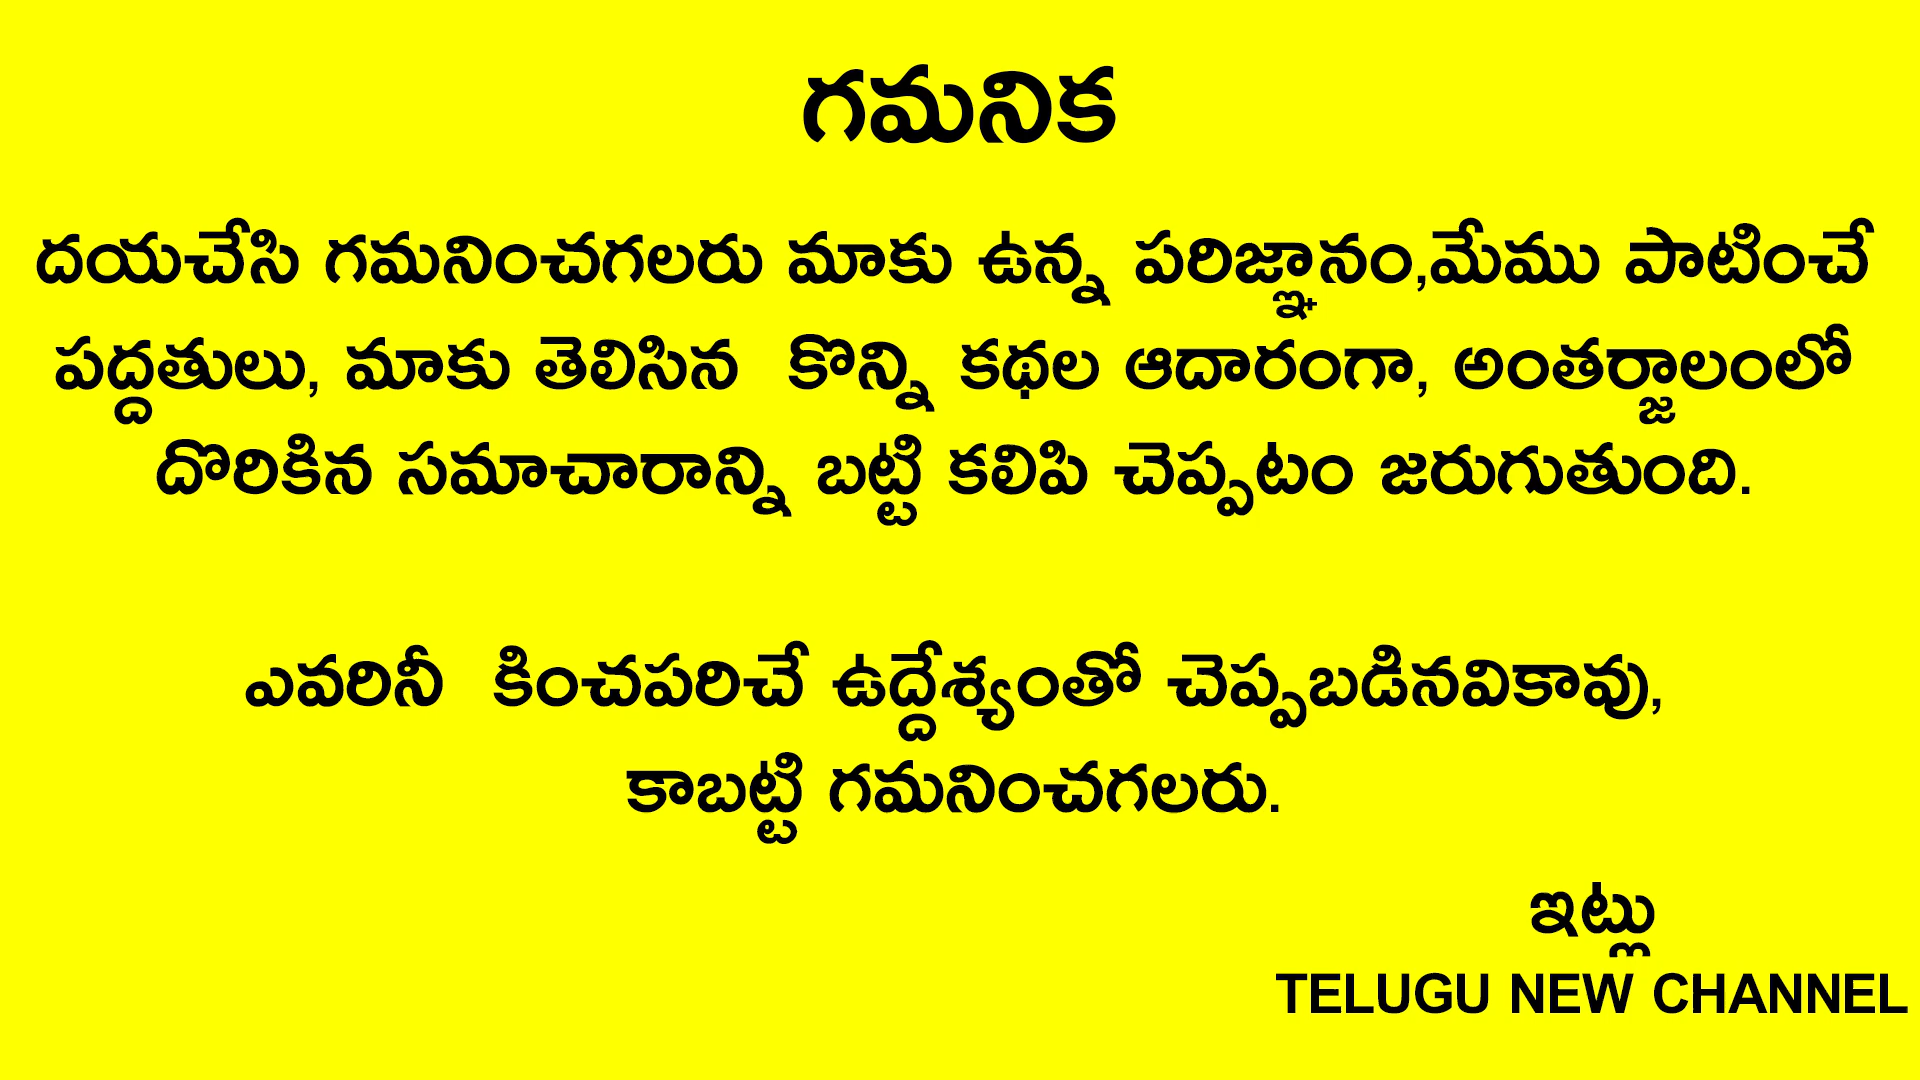 గమనిక
దయచేసి గమనించగలరు మాకు ఉన్న పరిజ్ఞానం,మేము పాటించే
పద్దతులు, మాకు తెలిసిన కొన్ని కథల ఆదారంగా, అంతర్జాలంలో
దొరికిన సమాచారాన్ని బట్టి కలిపి చెప్పటం జరుగుతుంది.
ఎవరినీ కించపరిచే ఉద్దేశ్యంతో చెప్పబడినవికావు,
కాబట్టి గమనించగలరు.
ఇట్లు
TELUGU NEW CHANNEL